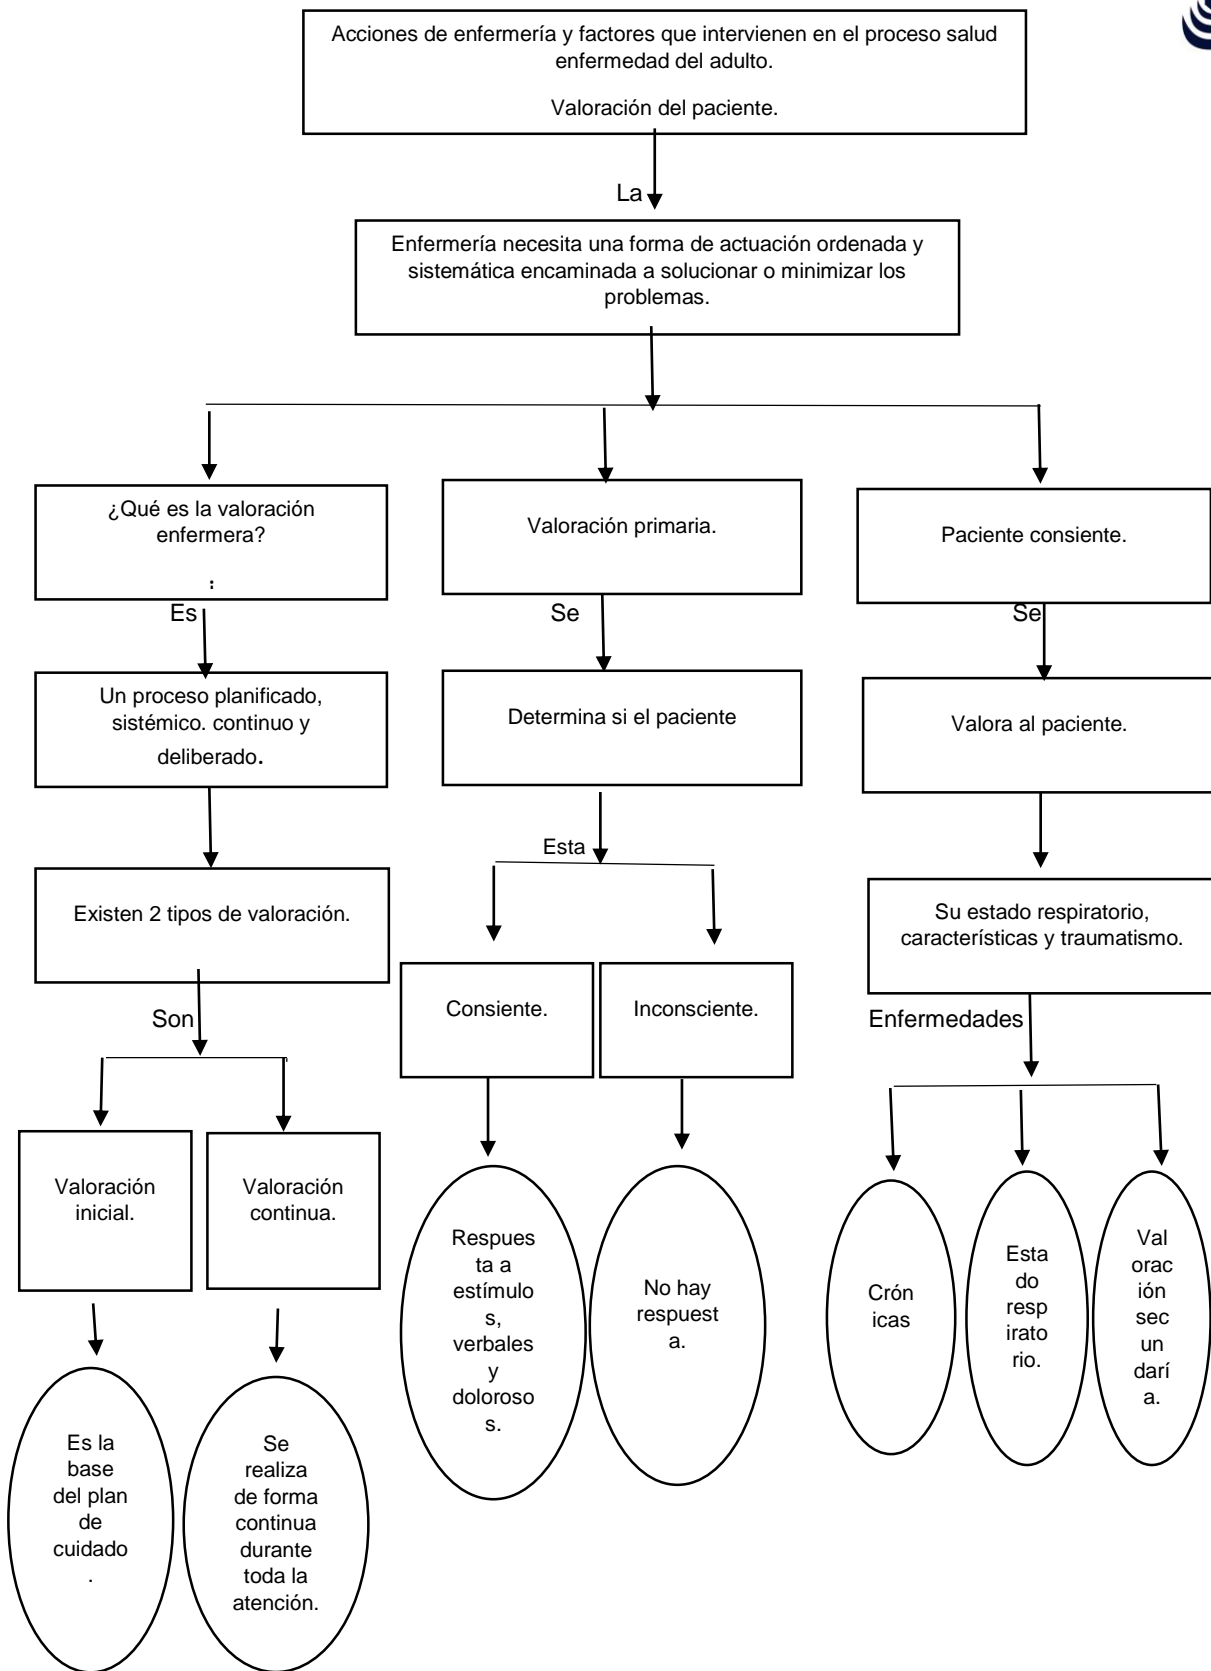 Acciones de enfermería y factores que intervienen en el proceso salud
enfermedad del adulto.
Valoración del paciente.
La
Enfermería necesita una forma de actuación ordenada y
sistemática encaminada a solucionar o minimizar los
problemas.
¿Qué es la valoración
enfermera?
:
Es
Un proceso planificado,
sistémico. continuo y
deliberado.
Existen 2 tipos de valoración.
Son
Valoración
inicial.
Es la
base
del plan
de
cuidado
.
Valoración
continua.
Se
realiza
de forma
continua
durante
toda la
atención.
Valoración primaria.
Se
Determina si el paciente
Esta
Consiente.
Respues
ta a
estímulo
s,
verbales
y
doloroso
s.
Inconsciente.
No hay
respuest
a.
Paciente consiente.
Se
Valora al paciente.
Su estado respiratorio,
características y traumatismo.
Enfermedades
Crón
icas
Esta
do
resp
irato
rio.
Val
orac
ión
sec
un
darí
a.